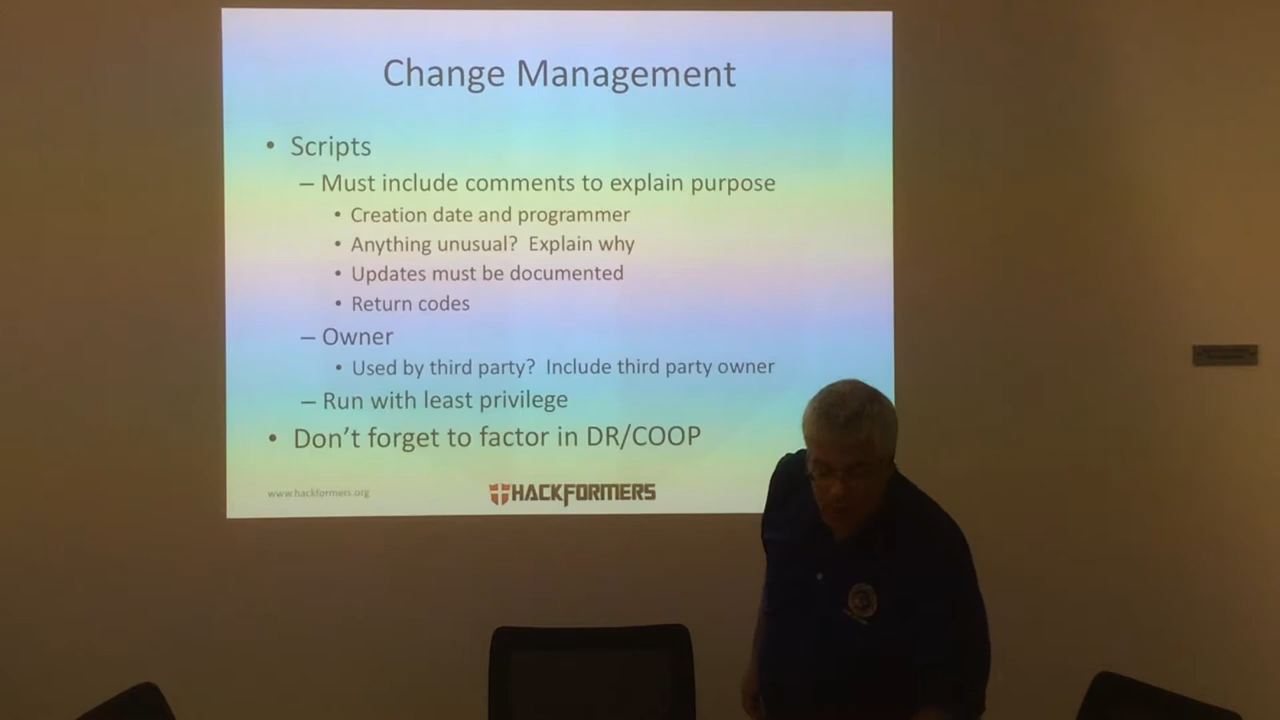 Change Management
• Scripts
– Must include comments to explain purpose
• Creation date and programmer
• Anything unusual?  Explain why
• Updates must be documented
• Return codes
– Owner
• Used by third party?  Include third party owner
– Run with least privilege
• Don't forget to factor in DR/COOP
www.hackformers.org
HACKFORMERS